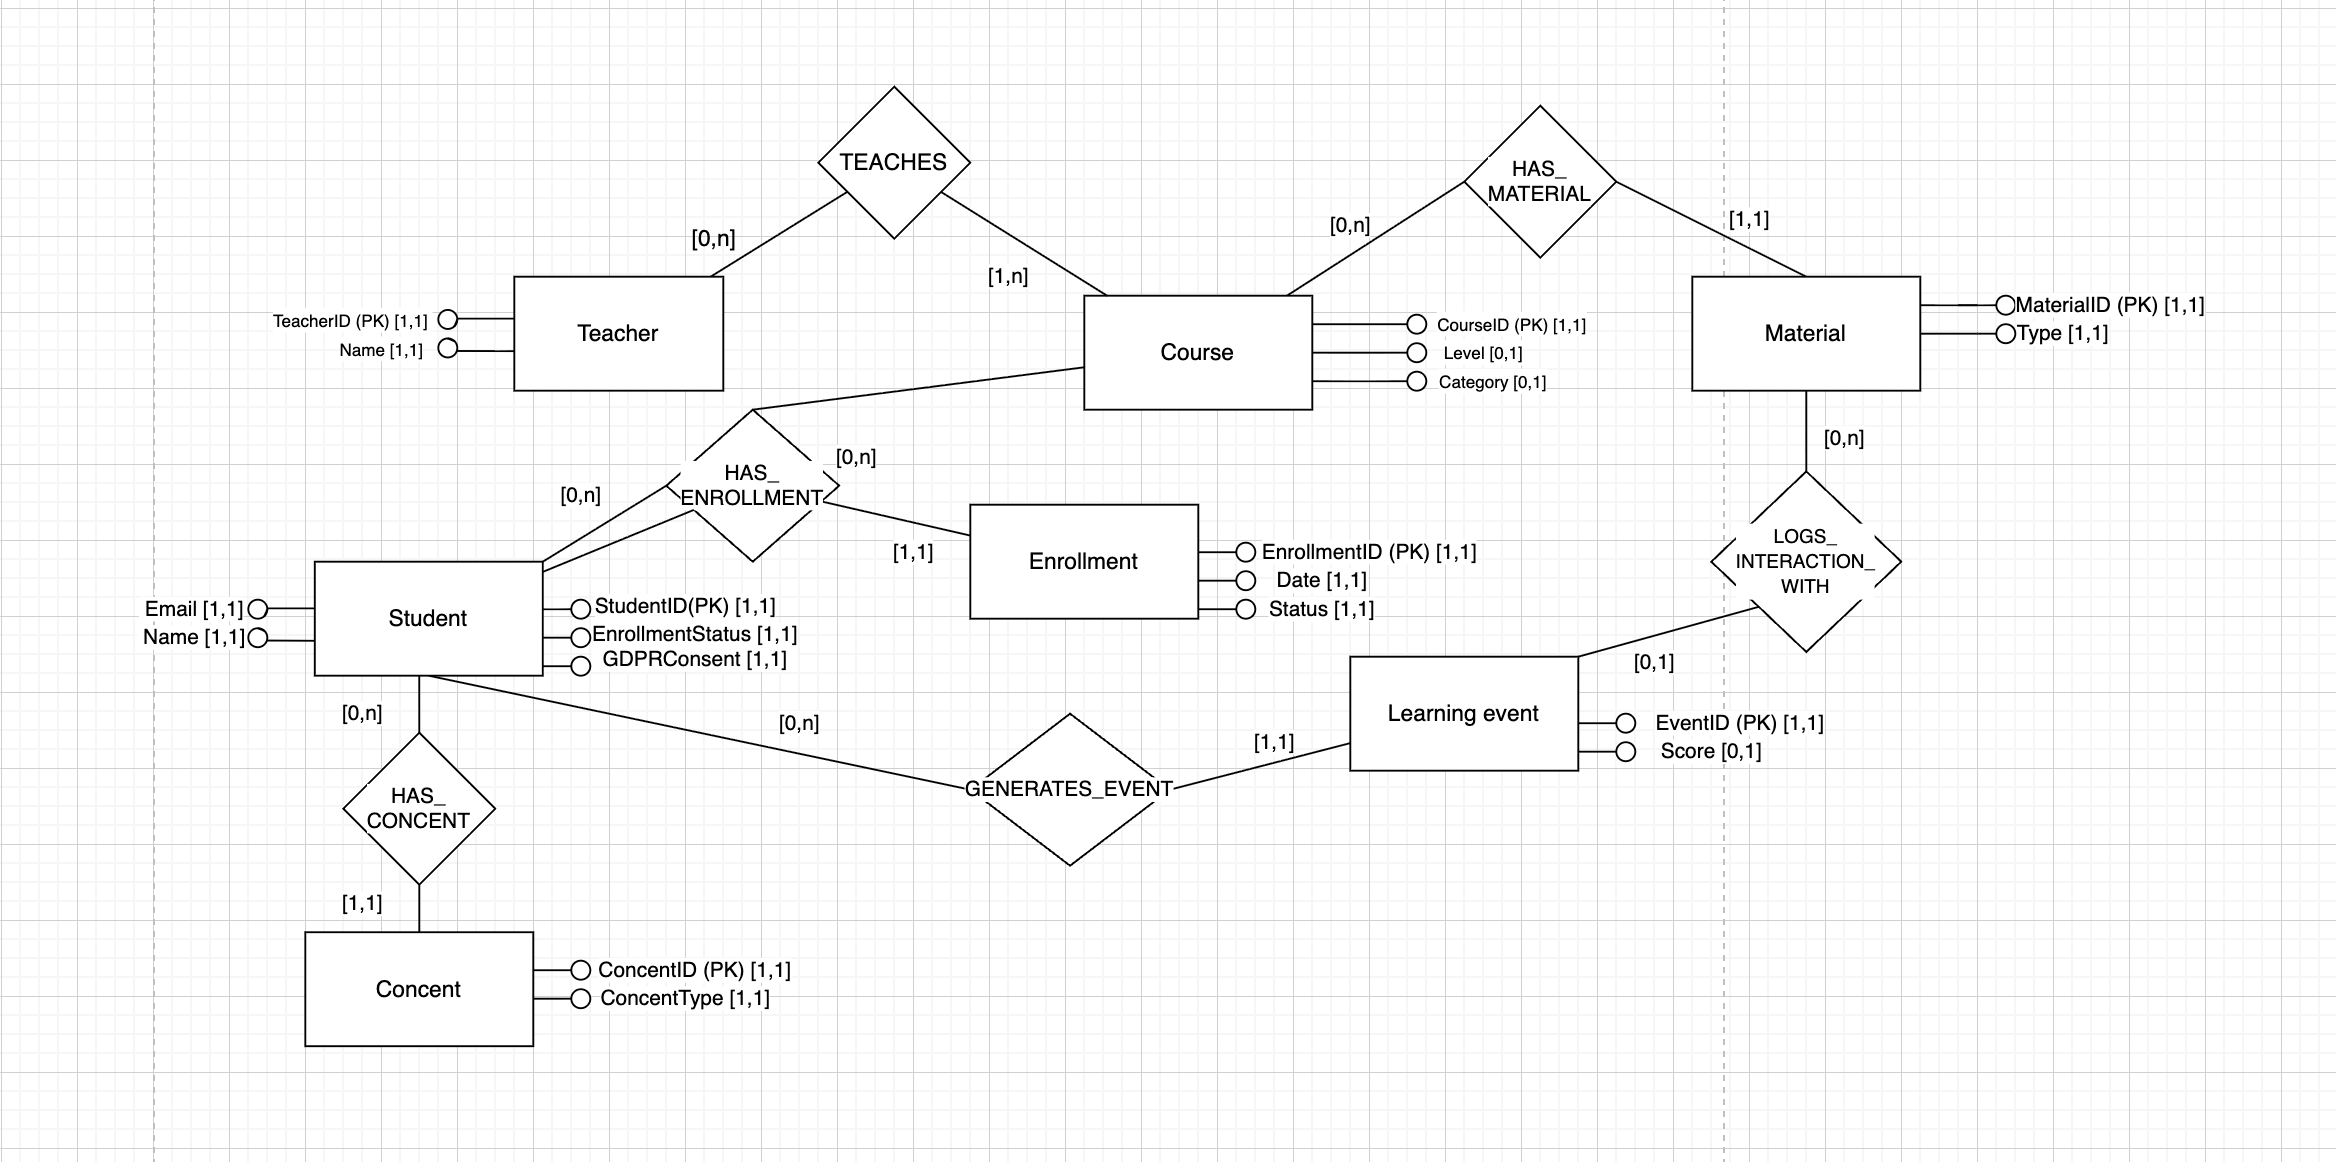 TEACHES
HAS_
MATERIAL
[0,n]
[1,n]
[0,n]
[1,1]
Teacher
TeacherID (PK) [1,1]
Name [1,1]
Course
CourseID (PK) [1,1]
Level [0,1]
Category [0,1]
Material
MaterialID (PK) [1,1]
Type [1,1]
HAS_
ENROLLMENT
[0,n]
[0,n]
[1,1]
[0,n]
Enrollment
EnrollmentID (PK) [1,1]
Date [1,1]
Status [1,1]
LOGS_
INTERACTION_
WITH
[0,1]
Email [1,1]
Name [1,1]
Student
StudentID(PK) [1,1]
EnrollmentStatus [1,1]
GDPRConsent [1,1]
[0,n]
[0,n]
GENERATES_EVENT
[1,1]
Learning event
EventID (PK) [1,1]
Score [0,1]
HAS_
CONCENT
[1,1]
Concent
ConcentID (PK) [1,1]
ConcentType [1,1]